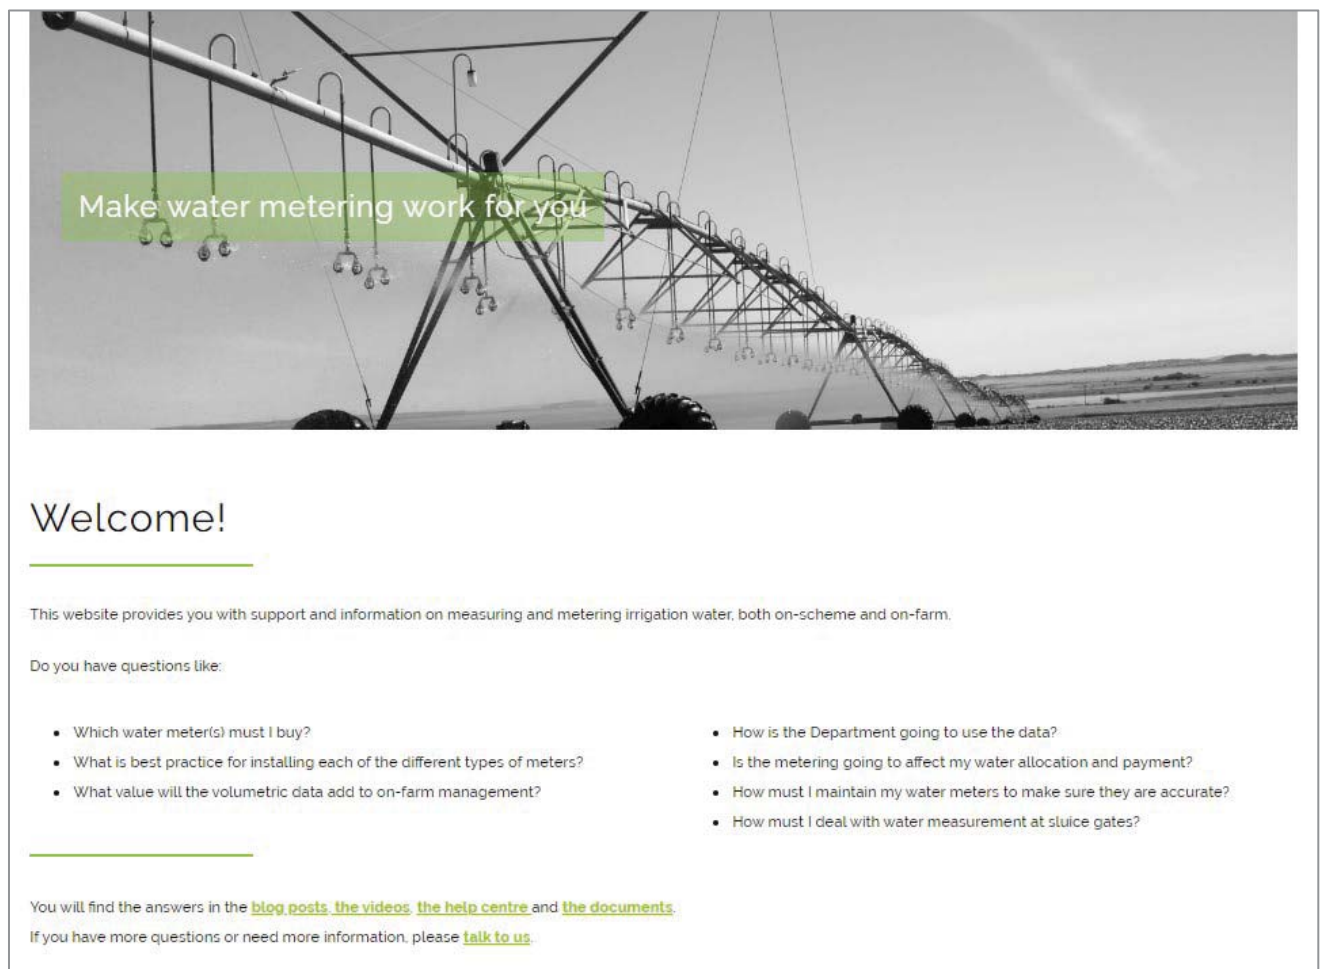 Make water metering work for you
Welcome!
This website provides you with support and information on measuring and metering irrigation water, both on-scheme and on-farm.
Do you have questions like:
• Which water meter(s) must I buy?
• What is best practice for installing each of the different types of meters?
• What value will the volumetric data add to on-farm management?
• How is the Department going to use the data?
• Is the metering going to affect my water allocation and payment?
• How must I maintain my water meters to make sure they are accurate?
• How must I deal with water measurement at sluice gates?
You will find the answers in the blog posts, the videos, the help centre and the documents.
If you have more questions or need more information, please talk to us.